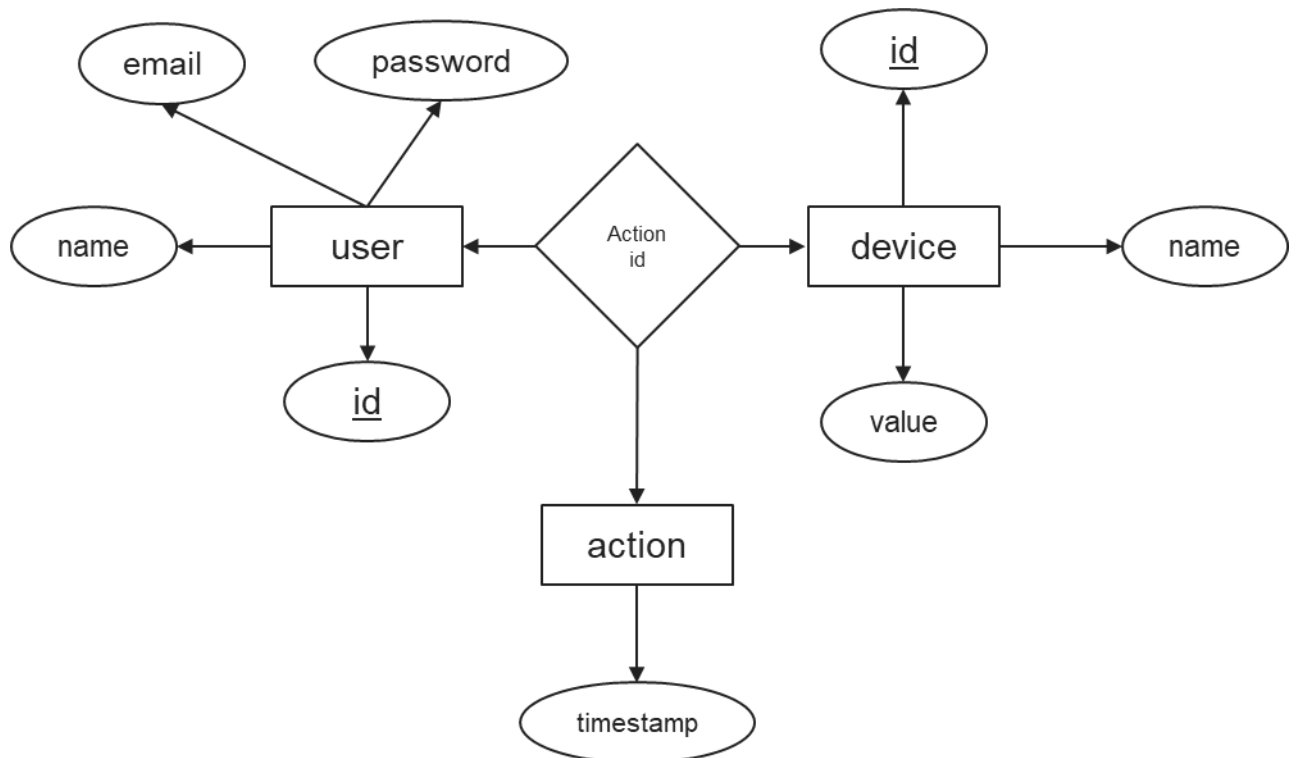 email
password
id
name
user
Action
id
device
name
id
value
action
timestamp